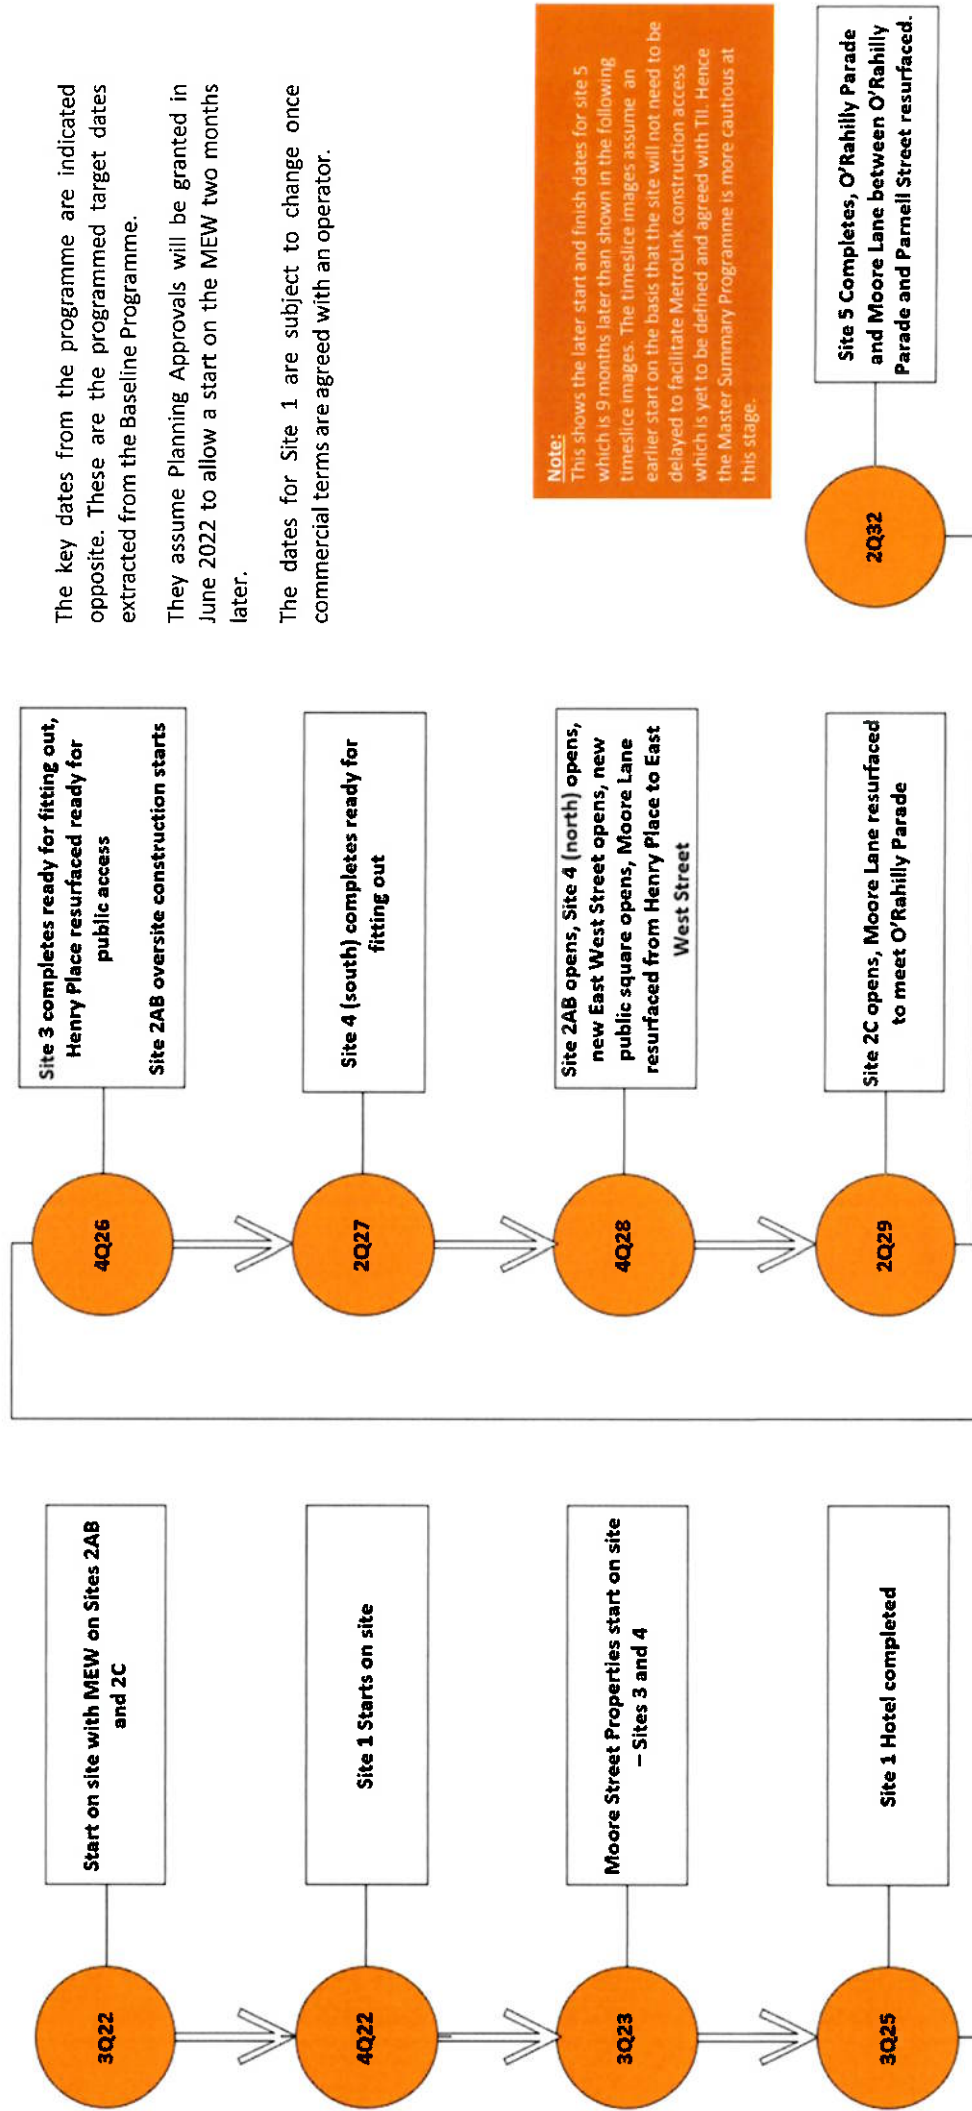 3Q22
Start on site with MEW on Sites 2AB
and 2C
4Q22
Site 1 Starts on site
3Q23
Moore Street Properties start on site
– Sites 3 and 4
3Q25
Site 1 Hotel completed
4Q26
Site 3 completes ready for fitting out,
Henry Place resurfaced ready for
public access
Site 2AB oversite construction starts
2Q27
Site 4 (south) completes ready for
fitting out
4Q28
Site 2AB opens, Site 4 (north) opens,
new East West Street opens, new
public square opens, Moore Lane
resurfaced from Henry Place to East
West Street
2Q29
Site 2C opens, Moore Lane resurfaced
to meet O'Rahilly Parade
The key dates from the programme are indicated
opposite. These are the programmed target dates
extracted from the Baseline Programme.
They assume Planning Approvals will be granted in
June 2022 to allow a start on the MEW two months
later.
The dates for Site 1 are subject to change once
commercial terms are agreed with an operator.
Note:
This shows the later start and finish dates for site 5
which is 9 months later than shown in the following
timeslice images. The timeslice images assume an
earlier start on the basis that the site will not need to be
delayed to facilitate MetroLink construction access
which is yet to be defined and agreed with TII. Hence
the Master Summary Programme is more cautious at
this stage.
2Q32
Site 5 Completes, O'Rahilly Parade
and Moore Lane between O'Rahilly
Parade and Parnell Street resurfaced.